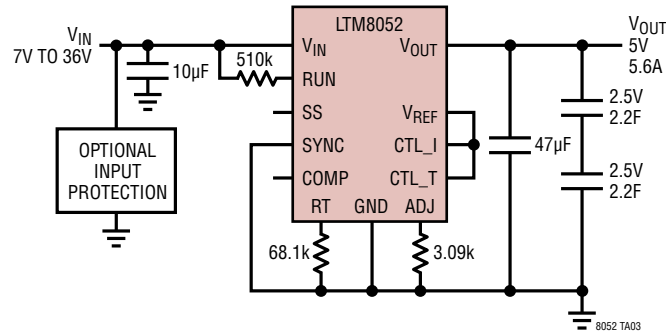 LTM8052
VIN
7V TO 36V
10µF
510k
VIN
RUN
SS
SYNC
COMP
RT
GND
ADJ
VOUT
VREF
CTL_I
CTL_T
OPTIONAL
INPUT
PROTECTION
68.1k
3.09k
47µF
VOUT
5V
5.6A
2.5V
2.2F
2.5V
2.2F
8052 TA03